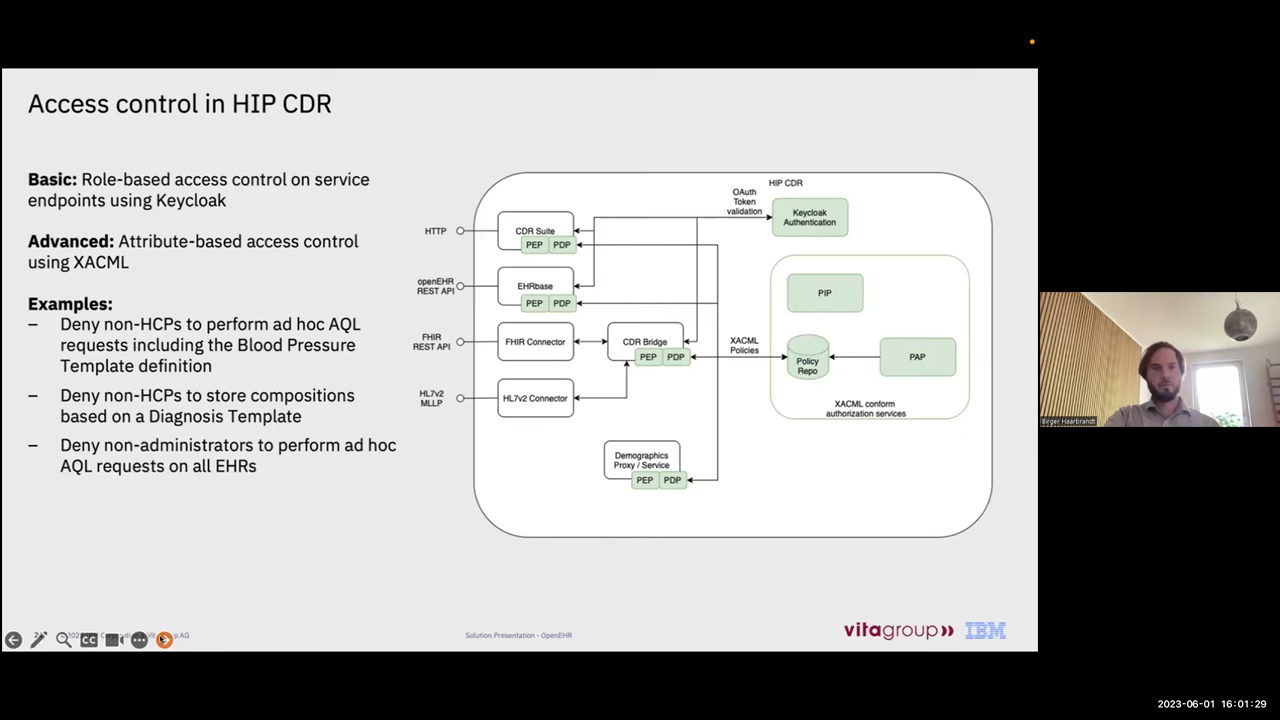 Access control in HIP CDR
Basic: Role-based access control on service
endpoints using Keycloak
Advanced: Attribute-based access control
using XACML
Examples:
– Deny non-HCPs to perform ad hoc AQL
requests including the Blood Pressure
Template definition
– Deny non-HCPs to store compositions
based on a Diagnosis Template
– Deny non-administrators to perform ad hoc
AQL requests on all EHRs
HIP CDR
OAuth
Token
validation
Keycloak
Authentication
HTTP
CDR Suite
PEP PDP
openEHR
REST API
EHRbase
PEP PDP
PIP
FHIR
REST API
FHIR Connector
CDR Bridge
PEP PDP
XACML
Policies
Policy
Repo
PAP
HL7v2
MLLP
HL7v2 Connector
XACML conform
authorization services
Demographics
Proxy / Service
PEP PDP
CC
Solution Presentation - OpenEHR
vitagroup
IBM
Birger Haarbrandt
2023-06-01 16:01:29